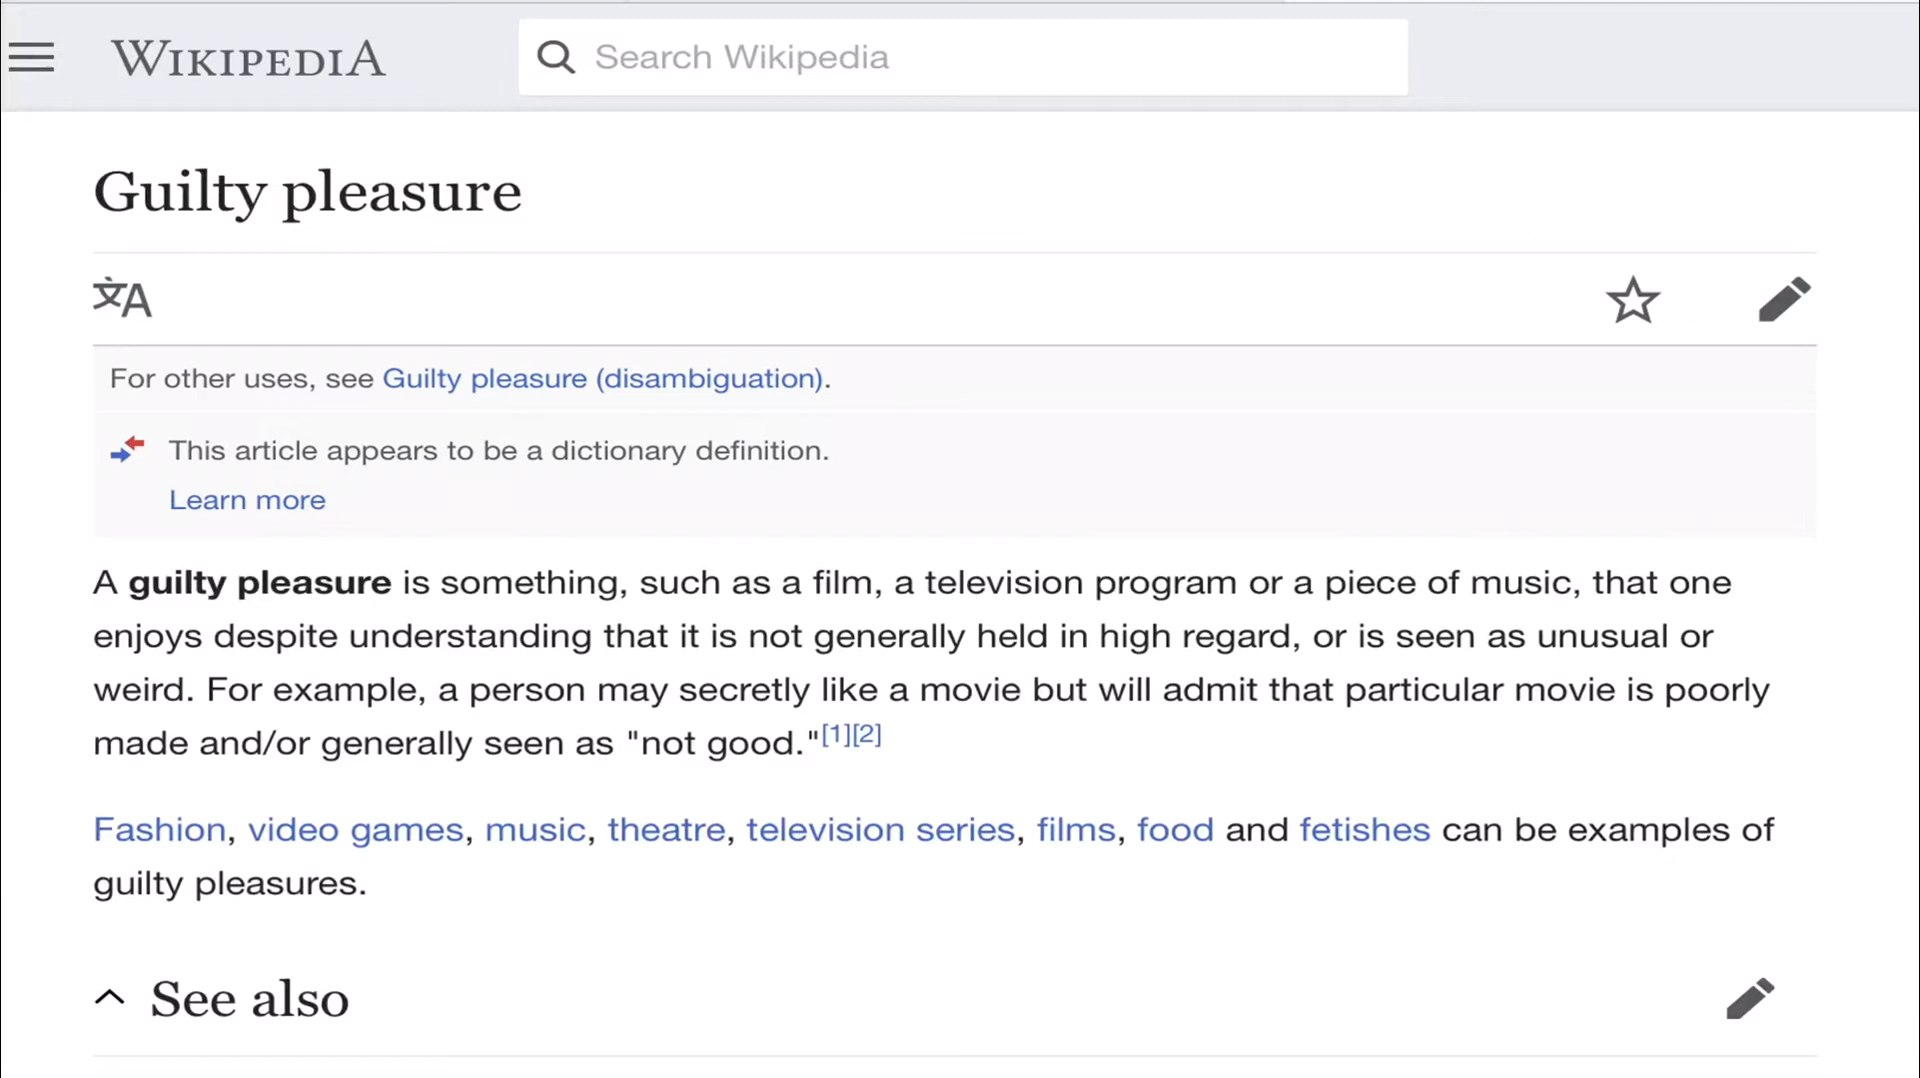 WIKIPEDIA
Search Wikipedia
Guilty pleasure
文A
For other uses, see Guilty pleasure (disambiguation).
This article appears to be a dictionary definition.
Learn more
A guilty pleasure is something, such as a film, a television program or a piece of music, that one
enjoys despite understanding that it is not generally held in high regard, or is seen as unusual or
weird. For example, a person may secretly like a movie but will admit that particular movie is poorly
made and/or generally seen as "not good."[1][2]
Fashion, video games, music, theatre, television series, films, food and fetishes can be examples of
guilty pleasures.
See also